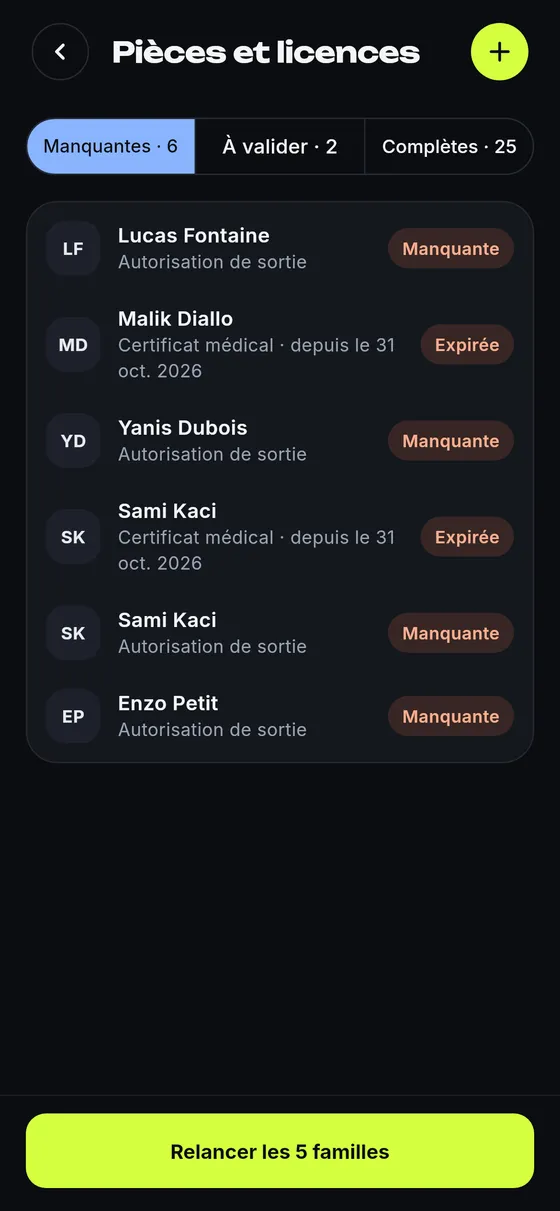 Pièces et licences
Manquantes · 6
À valider · 2
Complètes · 25
LF
Lucas Fontaine
Autorisation de sortie
Manquante
MD
Malik Diallo
Certificat médical · depuis le 31
oct. 2026
Expirée
YD
Yanis Dubois
Autorisation de sortie
Manquante
SK
Sami Kaci
Certificat médical · depuis le 31
oct. 2026
Expirée
SK
Sami Kaci
Autorisation de sortie
Manquante
EP
Enzo Petit
Autorisation de sortie
Manquante
Relancer les 5 familles